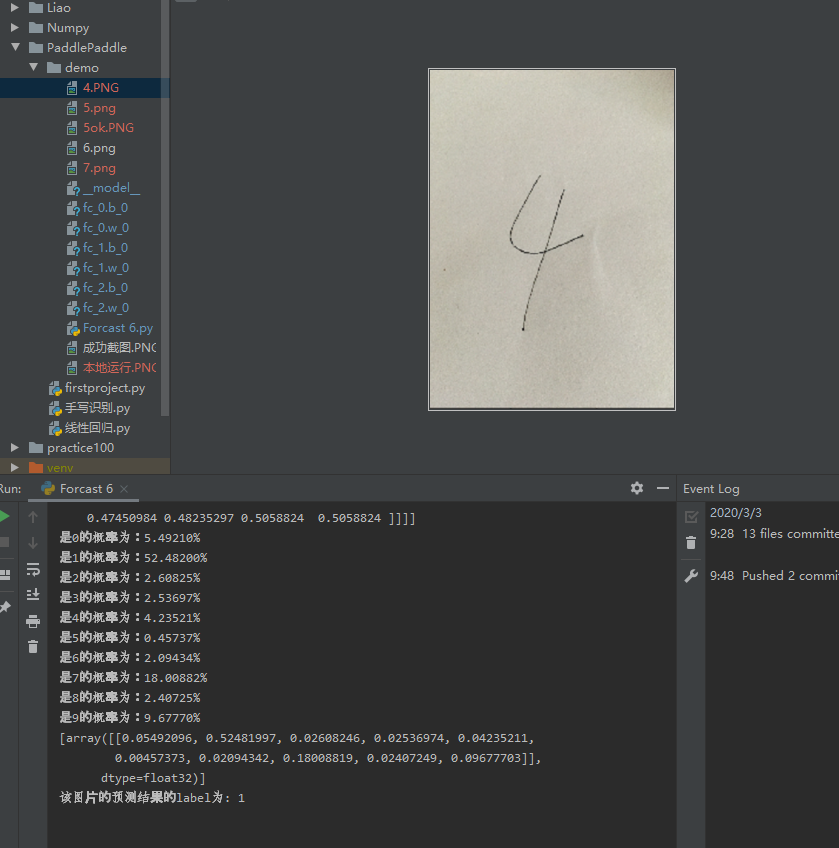 Liao
Numpy
PaddlePaddle
demo
4.PNG
5.png
5ok.PNG
6.png
7.png
__model__
fc_0.b_0
fc_0.w_0
fc_1.b_0
fc_1.w_0
fc_2.b_0
fc_2.w_0
Forcast 6.py
成功截图.PNG
本地运行.PNG
firstproject.py
手写识别.py
线性回归.py
practice100
venv
4
Run:
Forcast 6
0.47450984 0.48235297 0.5058824 0.5058824 ]]]]
是0的概率为：5.49210%
是1的概率为：52.48200%
是2的概率为：2.60825%
是3的概率为：2.53697%
是4的概率为：4.23521%
是5的概率为：0.45737%
是6的概率为：2.09434%
是7的概率为：18.00882%
是8的概率为：2.40725%
是9的概率为：9.67770%
[array([[0.05492096, 0.52481997, 0.02608246, 0.02536974, 0.04235211,
0.00457373, 0.02094342, 0.18008819, 0.02407249, 0.09677703]],
dtype=float32)]
该图片的预测结果的label为: 1
Event Log
2020/3/3
9:28 13 files committe
9:48 Pushed 2 commi